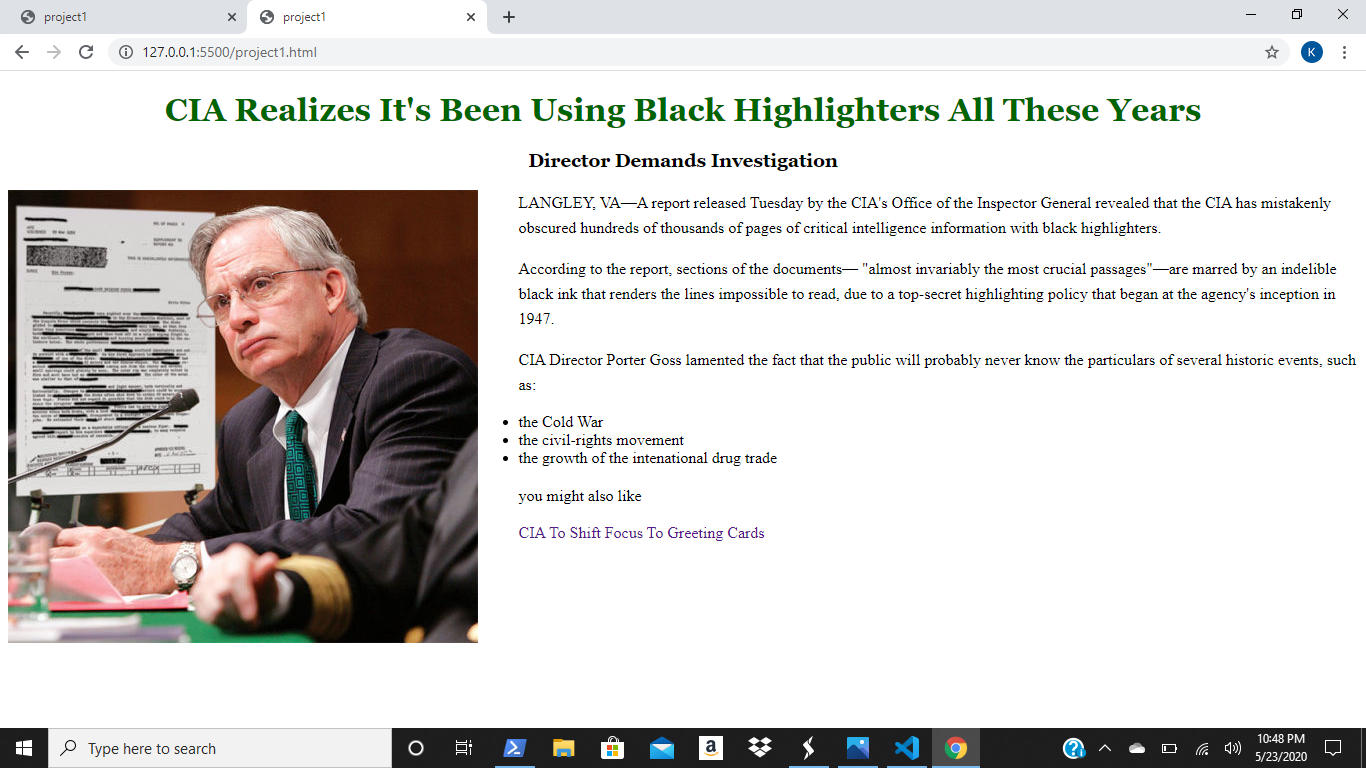 project1
project1
127.0.0.1:5500/project1.html
K
CIA Realizes It's Been Using Black Highlighters All These Years
Director Demands Investigation
LANGLEY, VA—A report released Tuesday by the CIA's Office of the Inspector General revealed that the CIA has mistakenly
obscured hundreds of thousands of pages of critical intelligence information with black highlighters.
According to the report, sections of the documents— "almost invariably the most crucial passages"—are marred by an indelible
black ink that renders the lines impossible to read, due to a top-secret highlighting policy that began at the agency's inception in
1947.
CIA Director Porter Goss lamented the fact that the public will probably never know the particulars of several historic events, such
as:
the Cold War
the civil-rights movement
the growth of the intenational drug trade
you might also like
CIA To Shift Focus To Greeting Cards
Type here to search
10:48 PM
5/23/2020